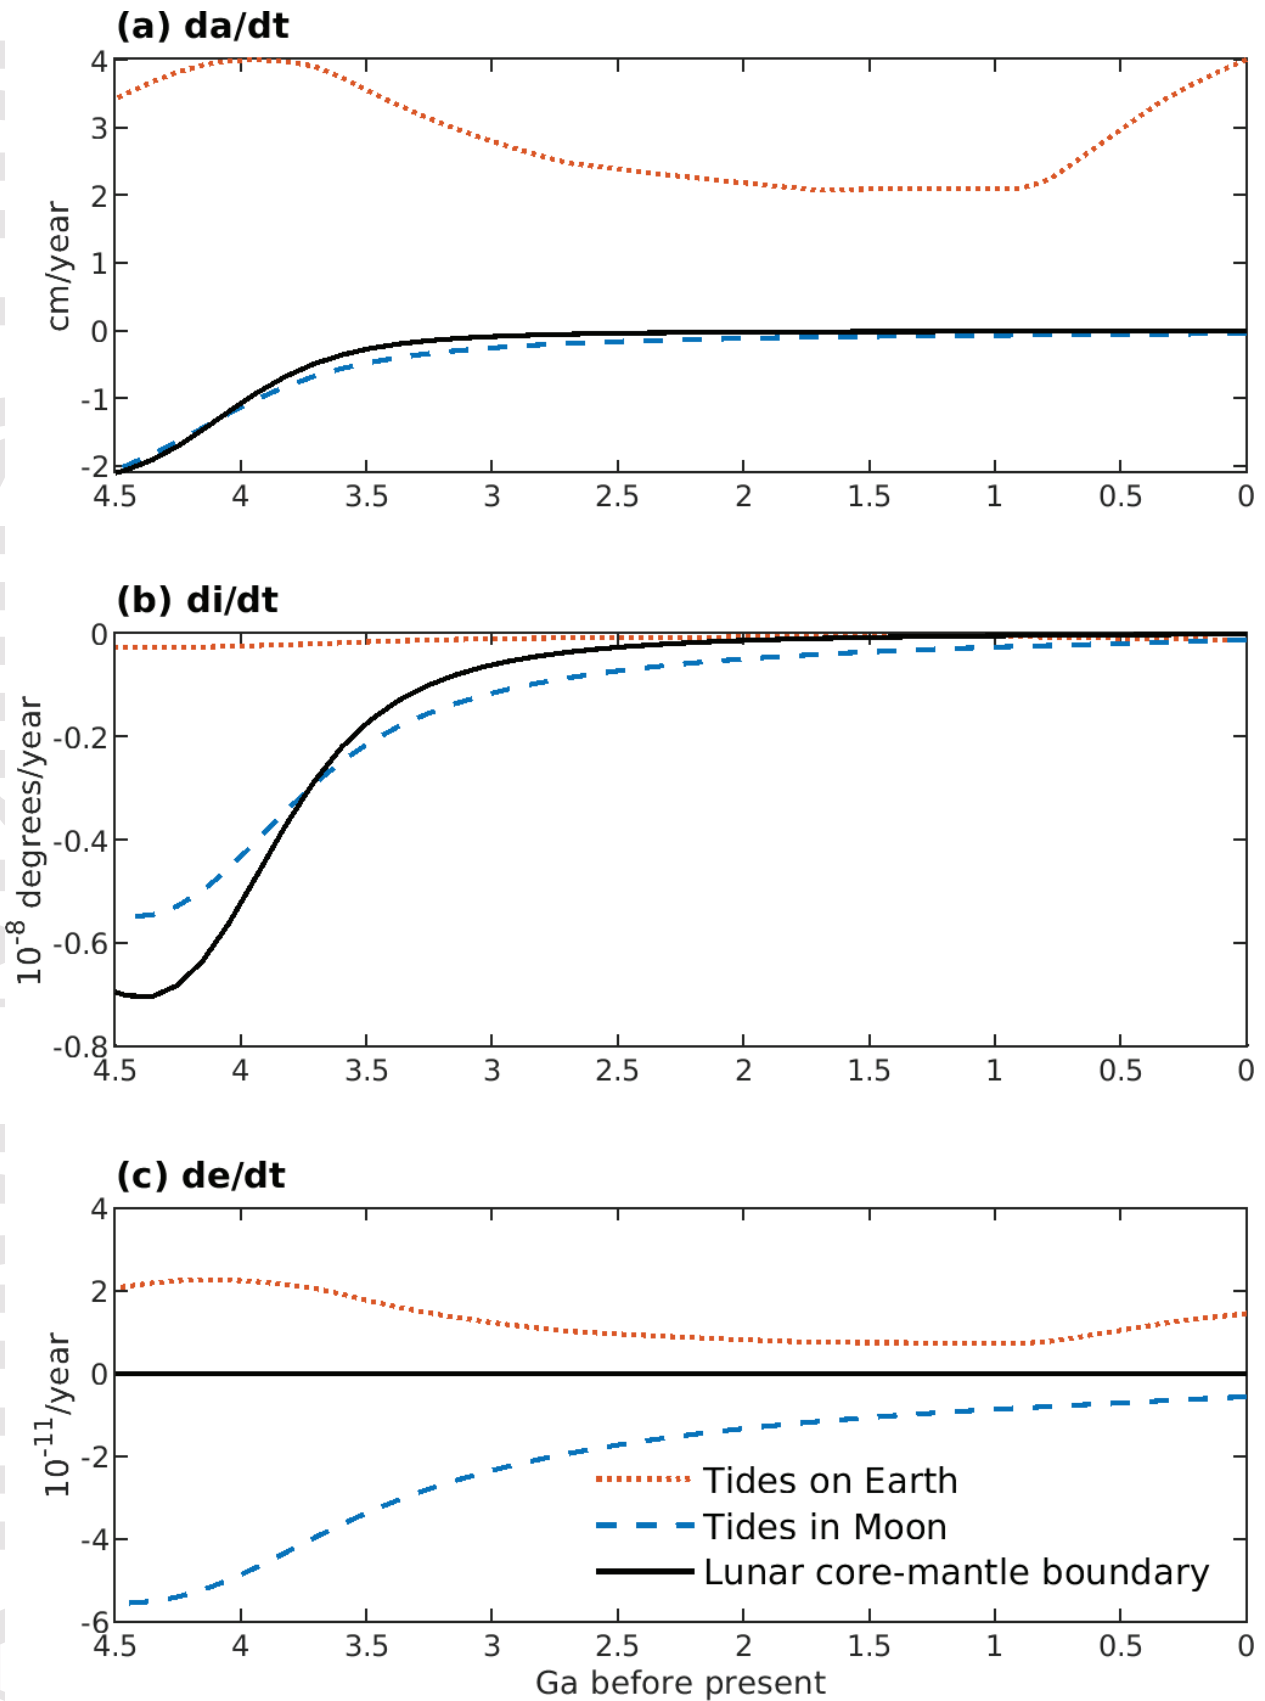 (a) da/dt
4
3
2
1
0
-1
-2
cm/year
4.5 4 3.5 3 2.5 2 1.5 1 0.5 0
(b) di/dt
0
-0.2
-0.4
-0.6
-0.8
10⁻⁸ degrees/year
4.5 4 3.5 3 2.5 2 1.5 1 0.5 0
(c) de/dt
4
2
0
-2
-4
-6
10⁻¹¹/year
Tides on Earth
Tides in Moon
Lunar core-mantle boundary
4.5 4 3.5 3 2.5 2 1.5 1 0.5 0
Ga before present